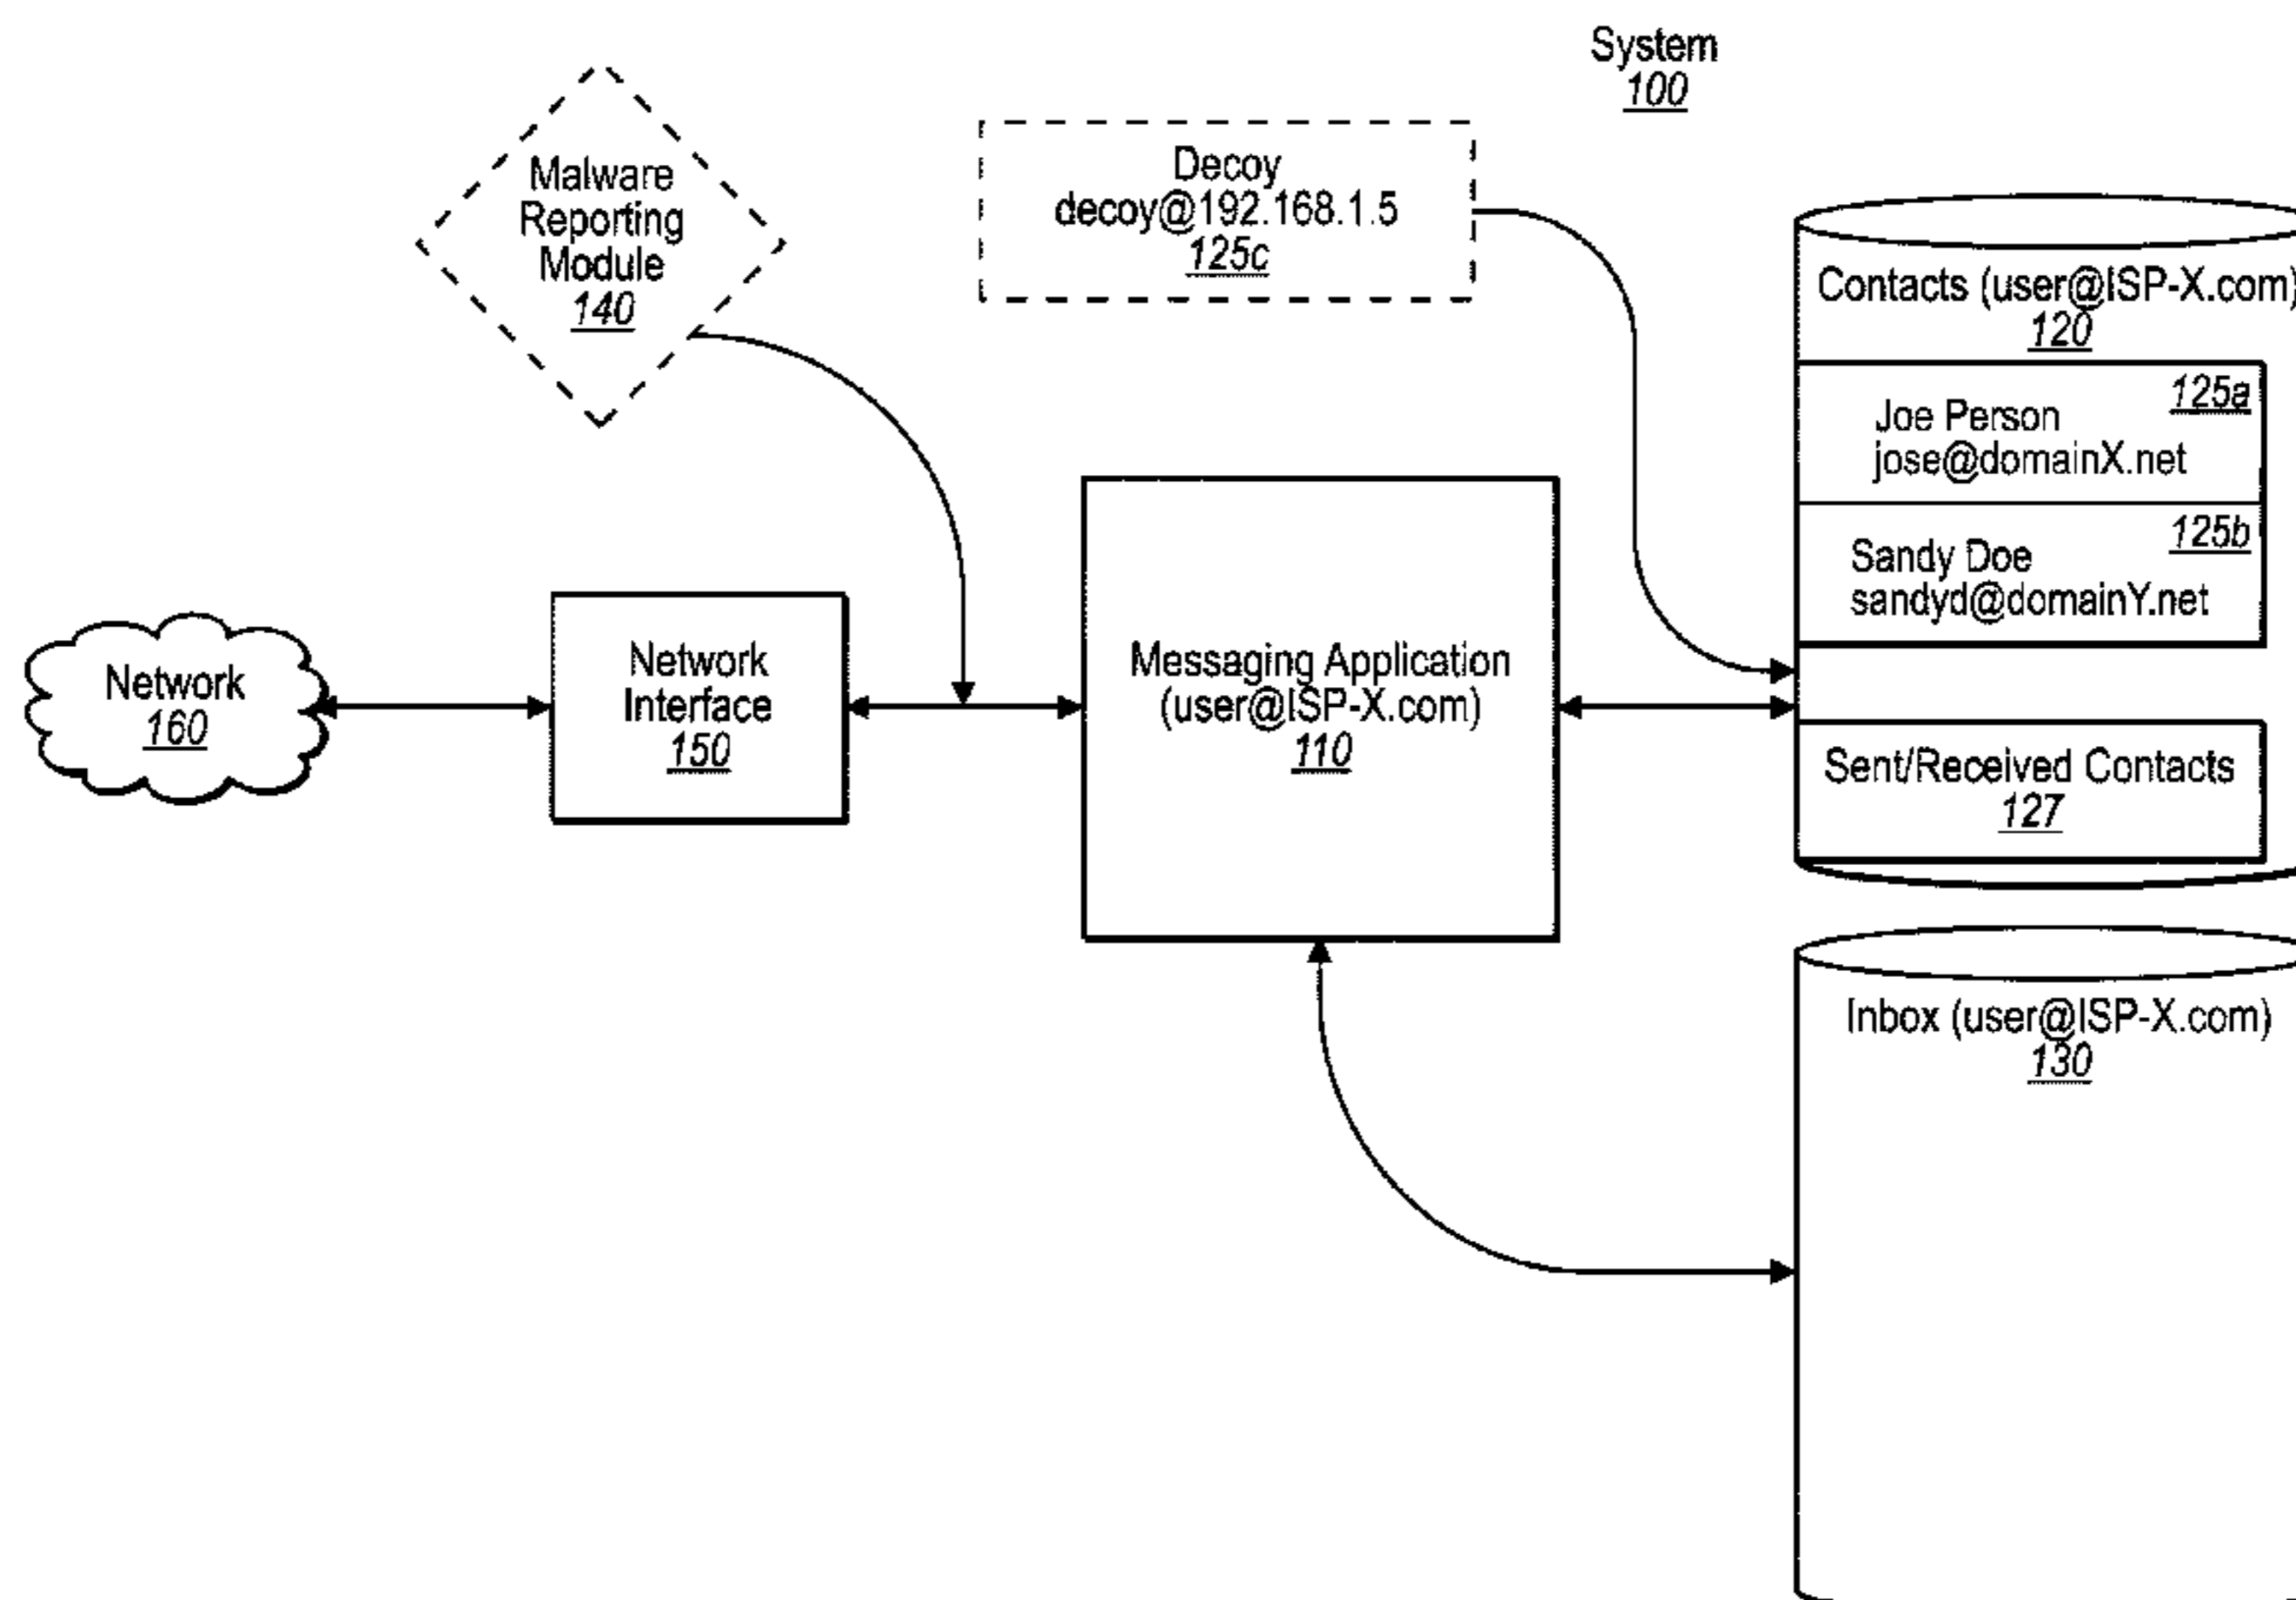 System
100
Malware
Reporting
Module
140
Decoy
decoy@192.168.1.5
125c
Contacts (user@ISP-X.com)
120
125a
Joe Person
jose@domainX.net
125b
Sandy Doe
sandyd@domainY.net
Network
160
Network
Interface
150
Messaging Application
(user@ISP-X.com)
110
Sent/Received Contacts
127
Inbox (user@ISP-X.com)
130